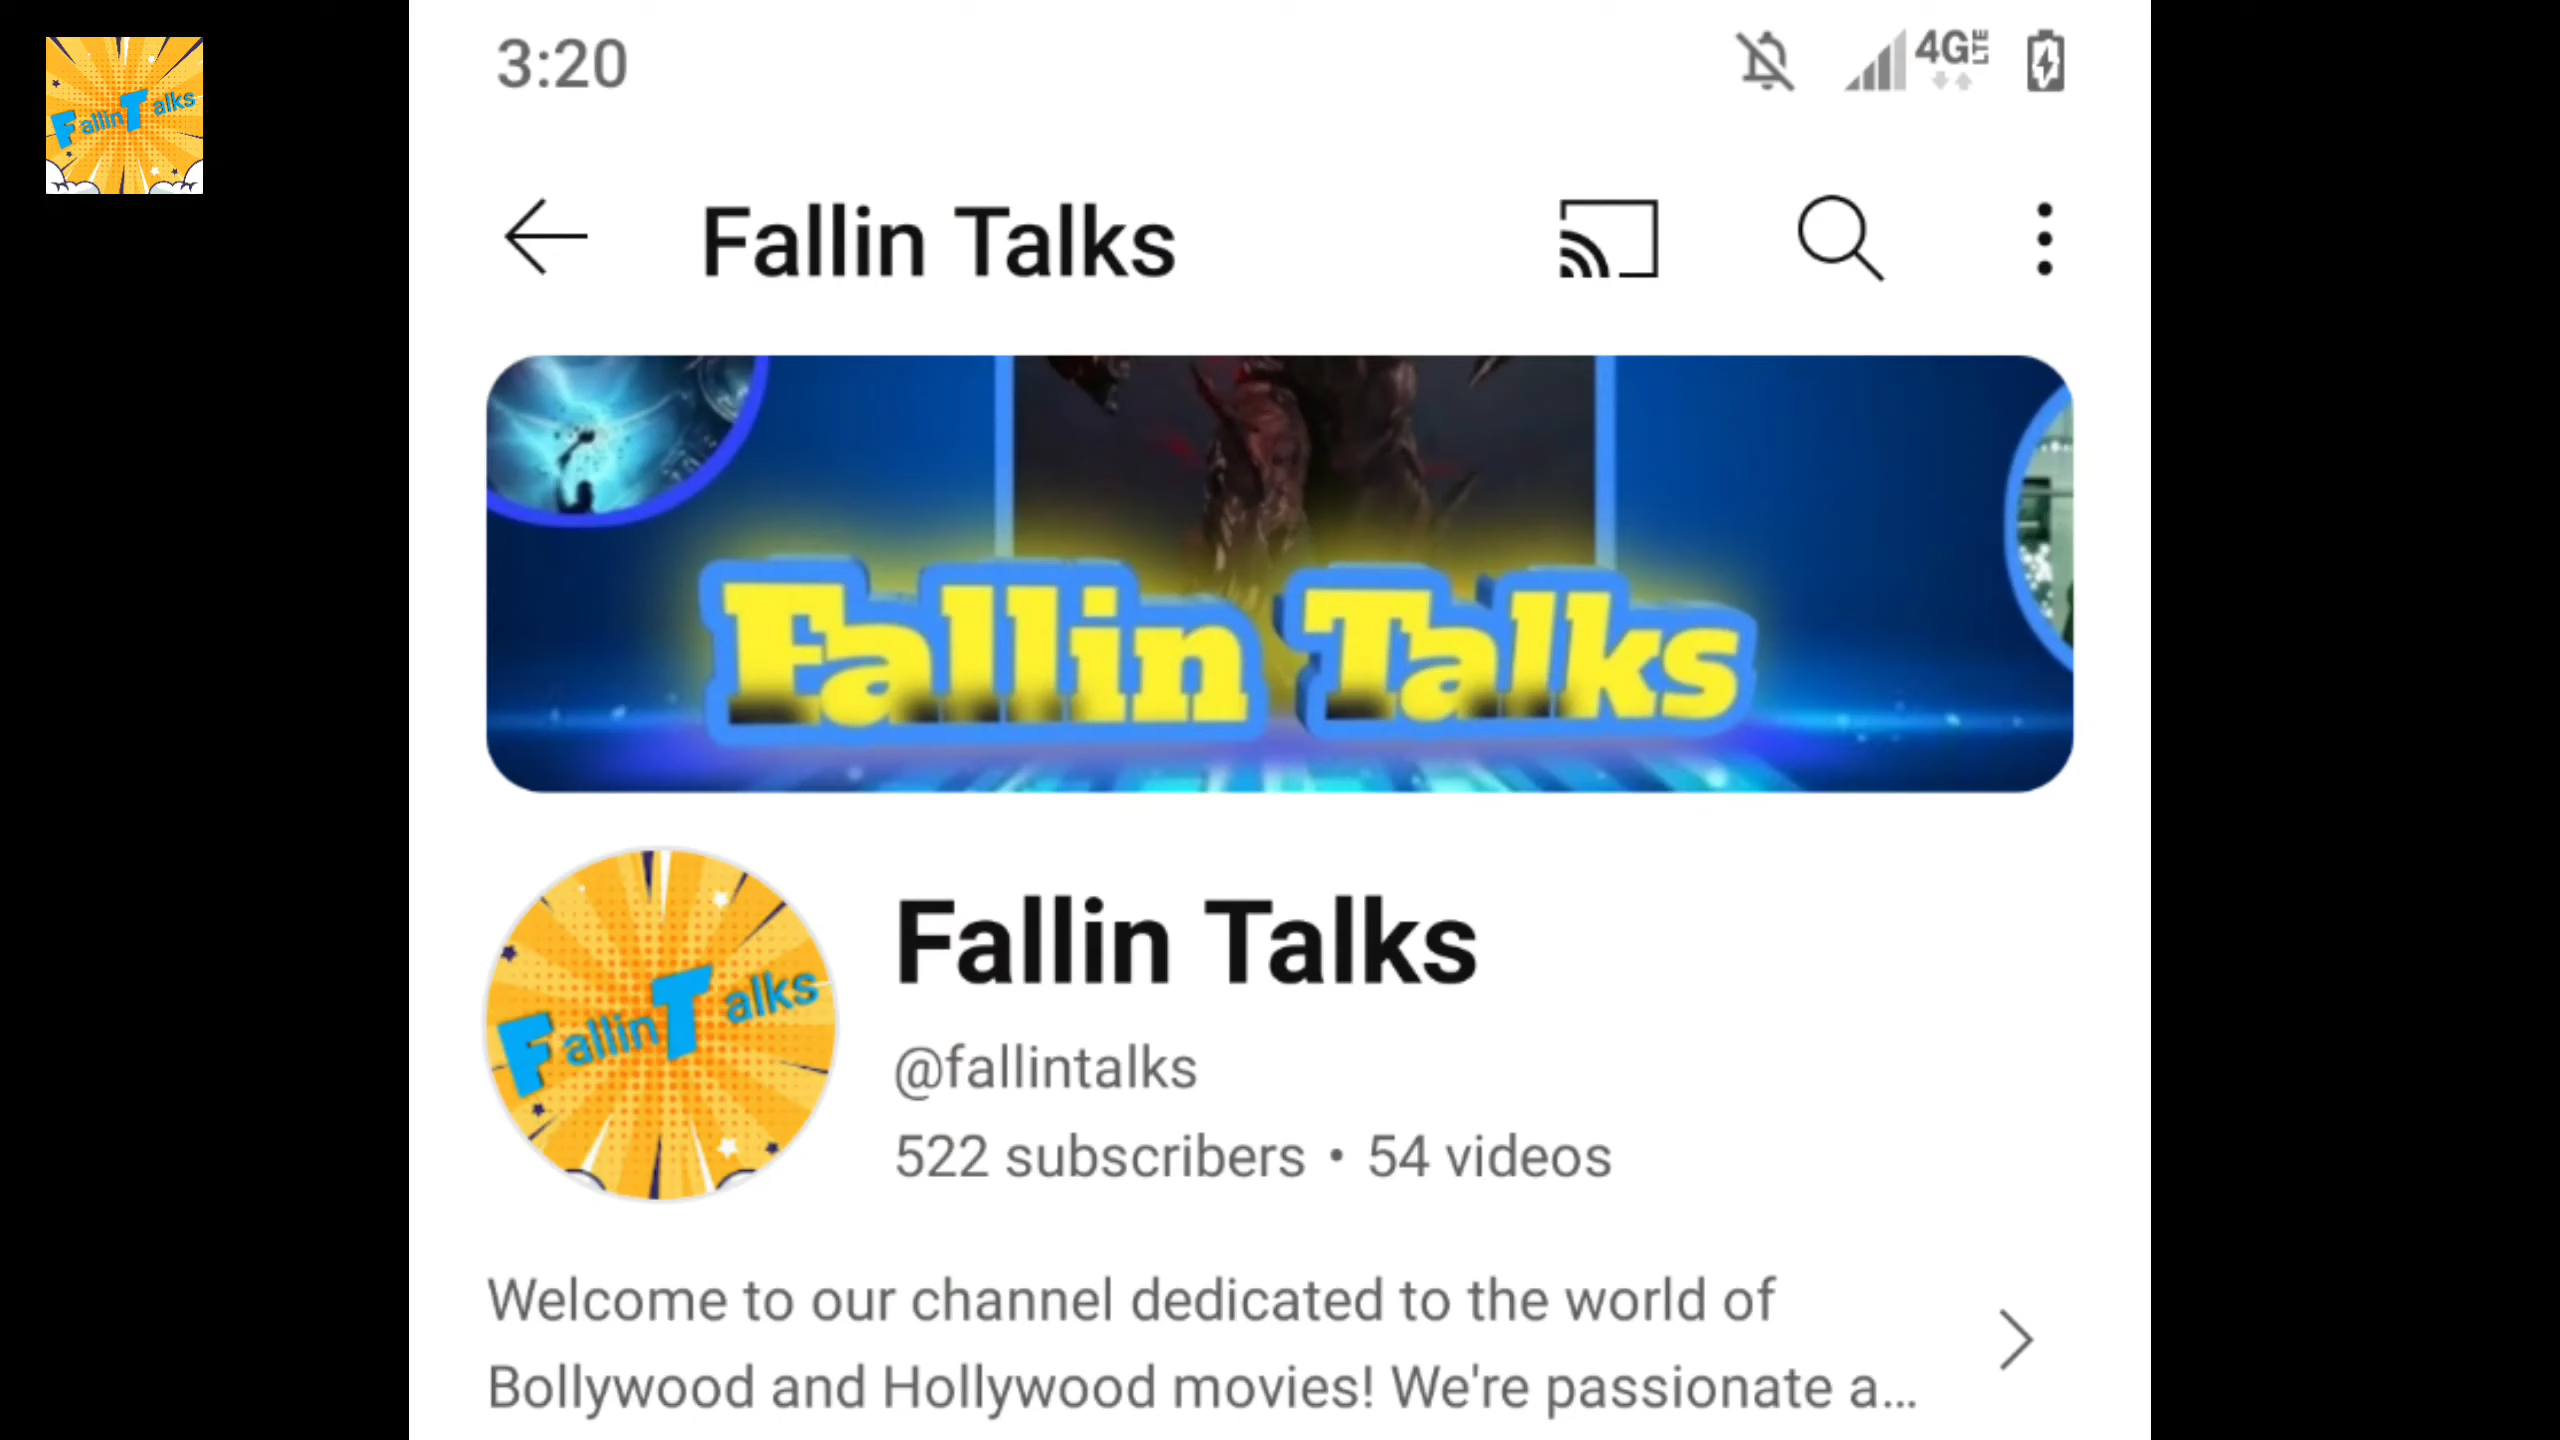 Fallin Talks
3:20
4G LTE
Fallin Talks
Fallin Talks
Fallin Talks
Fallin Talks
@fallintalks
522 subscribers • 54 videos
Welcome to our channel dedicated to the world of
Bollywood and Hollywood movies! We're passionate a...